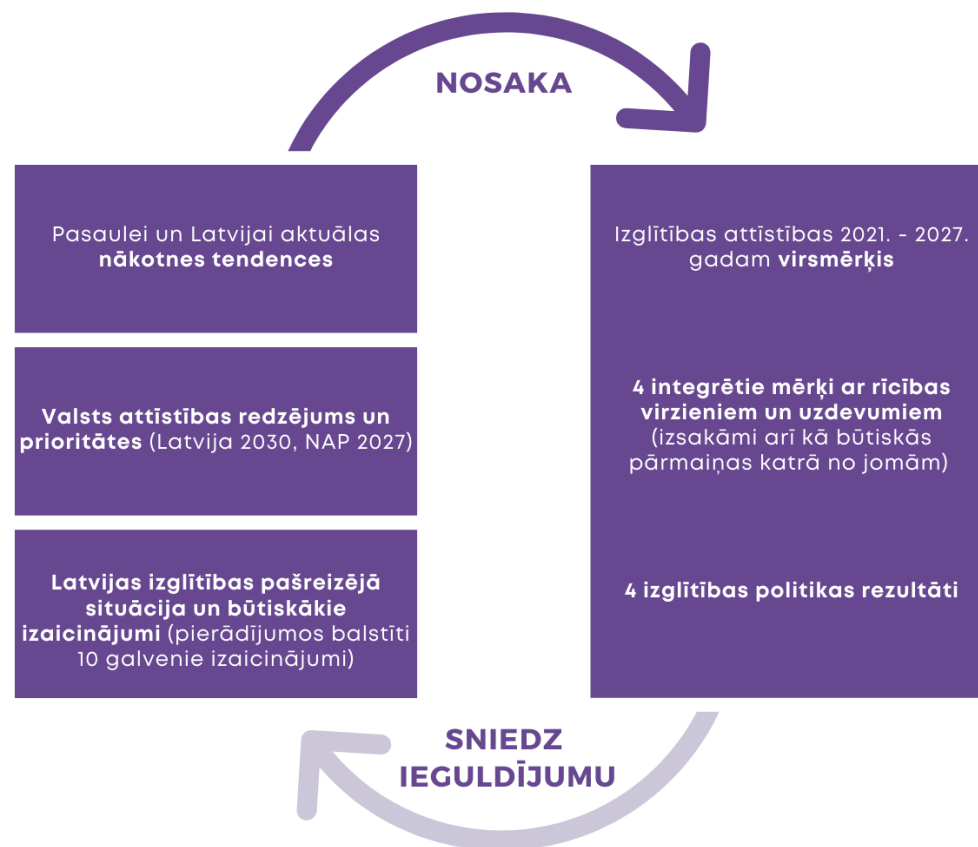 NOSAKA
Pasaulei un Latvijai aktuālas
nākotnes tendences
Valsts attīstības redzējums un
prioritātes (Latvija 2030, NAP 2027)
Latvijas izglītības pašreizējā
situācija un būtiskākie
izaicinājumi (pierādījumos balstīti
10 galvenie izaicinājumi)
Izglītības attīstības 2021. - 2027.
gadam virsmērķis
4 integrētie mērķi ar rīcības
virzieniem un uzdevumiem
(izsakāmi arī kā būtiskās
pārmaiņas katrā no jomām)
4 izglītības politikas rezultāti
SNIEDZ
IEGULDĪJUMU